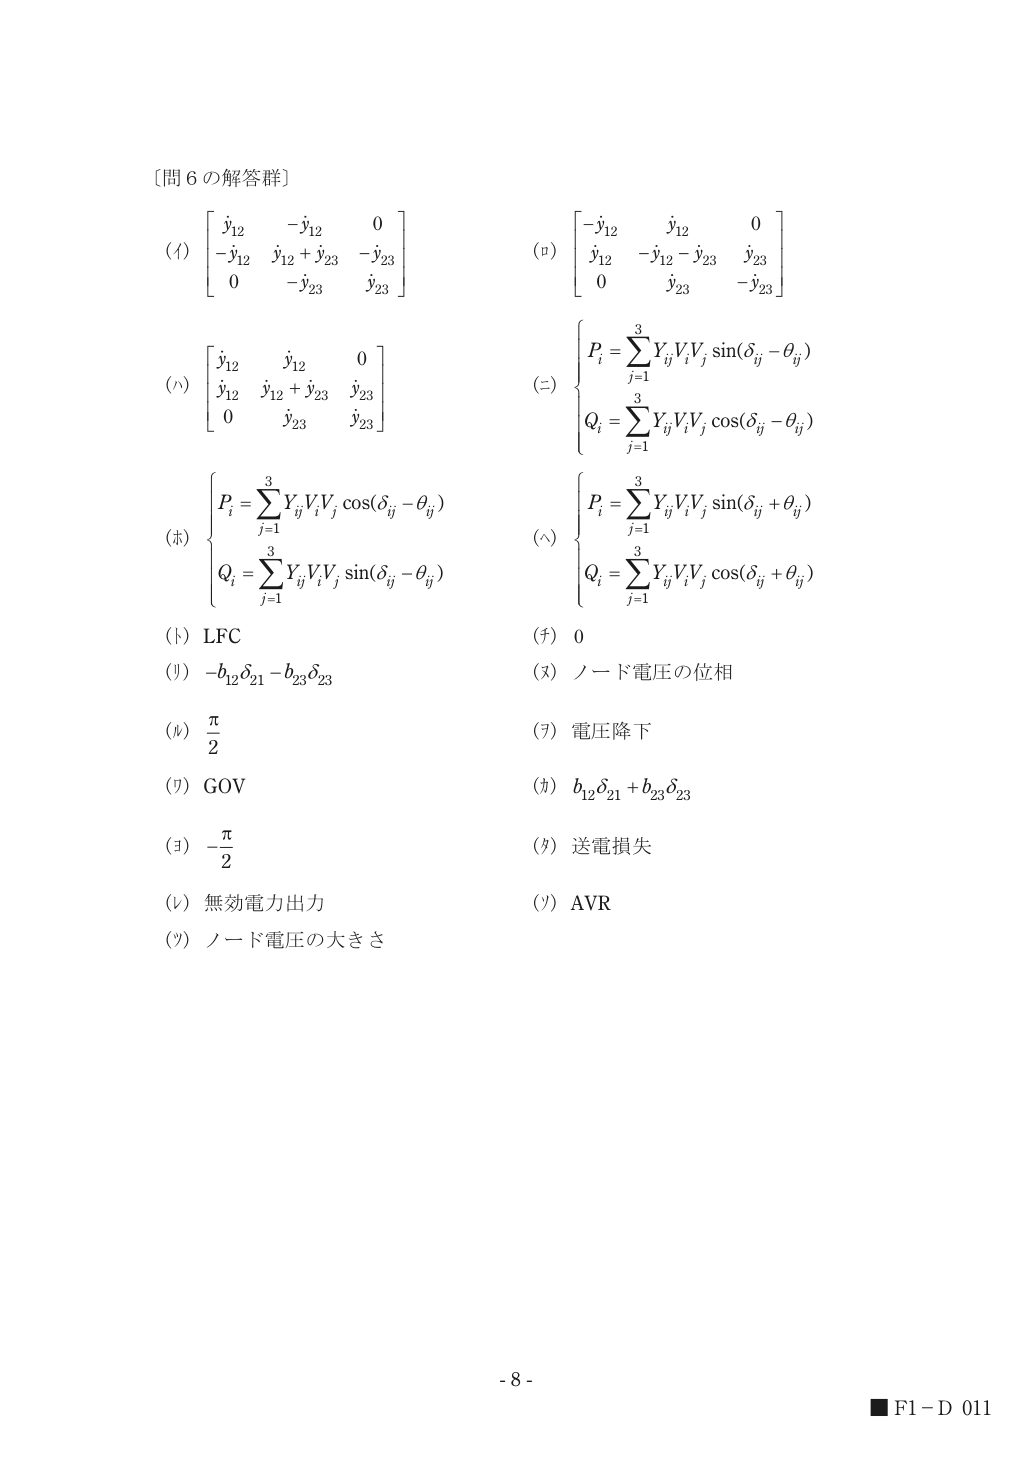 〔問６の解答群〕
(ｲ) [ ẏ12 −ẏ12 0
−ẏ12 ẏ12 + ẏ23 −ẏ23
0 −ẏ23 ẏ23 ]
(ﾛ) [ −ẏ12 ẏ12 0
ẏ12 −ẏ12 − ẏ23 ẏ23
0 ẏ23 −ẏ23 ]
(ﾊ) [ ẏ12 ẏ12 0
ẏ12 ẏ12 + ẏ23 ẏ23
0 ẏ23 ẏ23 ]
(ﾆ) { Pi = ∑_{j=1}^{3} Yij Vi Vj sin(δij − θij)
Qi = ∑_{j=1}^{3} Yij Vi Vj cos(δij − θij)
(ﾎ) { Pi = ∑_{j=1}^{3} Yij Vi Vj cos(δij − θij)
Qi = ∑_{j=1}^{3} Yij Vi Vj sin(δij − θij)
(ﾍ) { Pi = ∑_{j=1}^{3} Yij Vi Vj sin(δij + θij)
Qi = ∑_{j=1}^{3} Yij Vi Vj cos(δij + θij)
(ﾄ) LFC
(ﾁ) 0
(ﾘ) −b12δ21 − b23δ23
(ﾇ) ノード電圧の位相
(ﾙ) π/2
(ｦ) 電圧降下
(ﾜ) GOV
(ｶ) b12δ21 + b23δ23
(ﾖ) −π/2
(ﾀ) 送電損失
(ﾚ) 無効電力出力
(ｿ) AVR
(ﾂ) ノード電圧の大きさ
- 8 -
■ F1－D 011